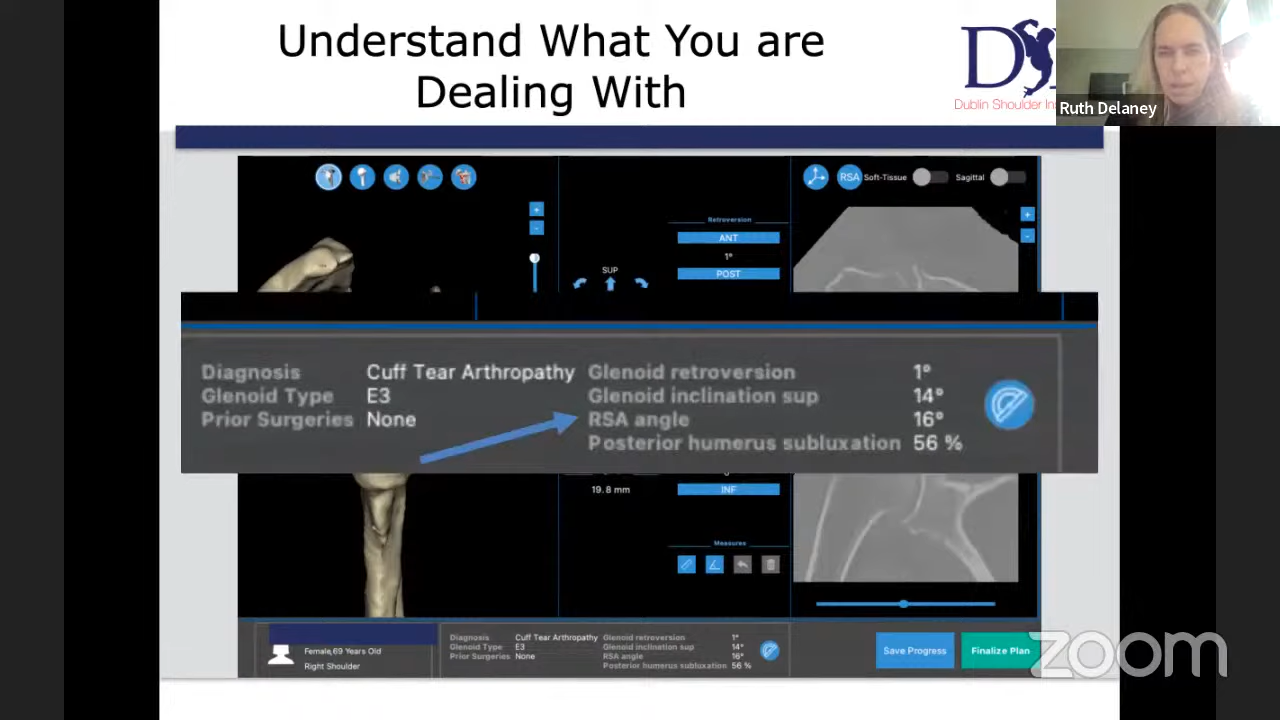 Understand What You are
Dealing With
D
Dublin Shoulder In
Ruth Delaney
RSA Soft-Tissue Sagittal
+
-
+
-
Retroversion
ANT
1°
POST
SUP
Diagnosis Cuff Tear Arthropathy Glenoid retroversion 1°
Glenoid Type E3 Glenoid inclination sup 14°
Prior Surgeries None RSA angle 16°
Posterior humerus subluxation 56 %
19.8 mm
INF
Measures
Female,69 Years Old
Right Shoulder
Diagnosis Cuff Tear Arthropathy Glenoid retroversion 1°
Glenoid Type E3 Glenoid inclination sup 14°
Prior Surgeries None RSA angle 16°
Posterior humerus subluxation 56 %
Save Progress
Finalize Plan
zoom